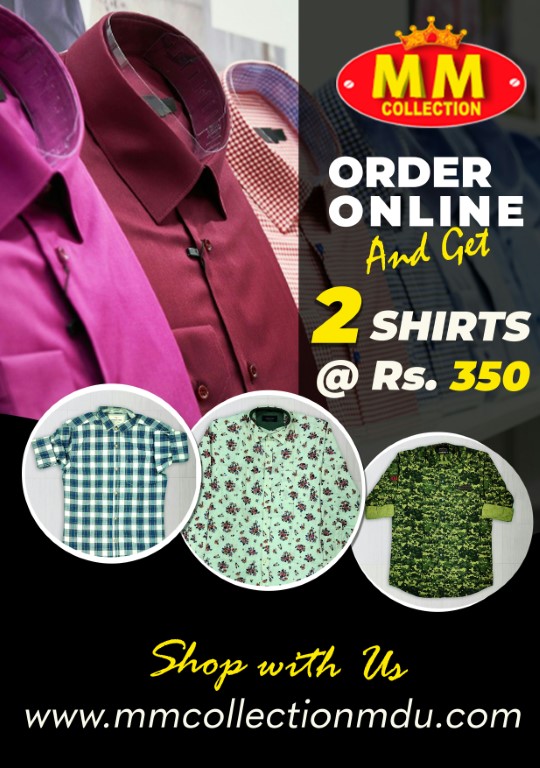 MM
COLLECTION
ORDER
ONLINE
And Get
2 SHIRTS
@ Rs. 350
Shop with Us
www.mmcollectionmdu.com